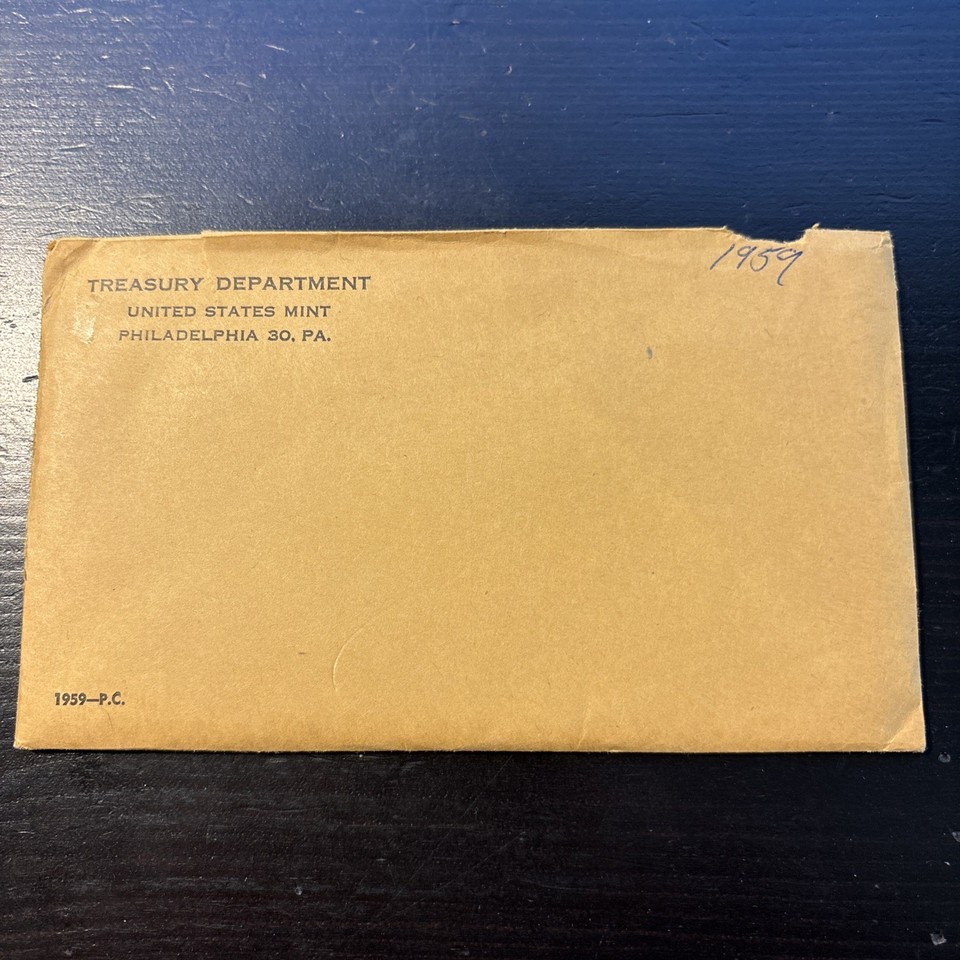 1959
TREASURY DEPARTMENT
UNITED STATES MINT
PHILADELPHIA 30, PA.
1959—P.C.